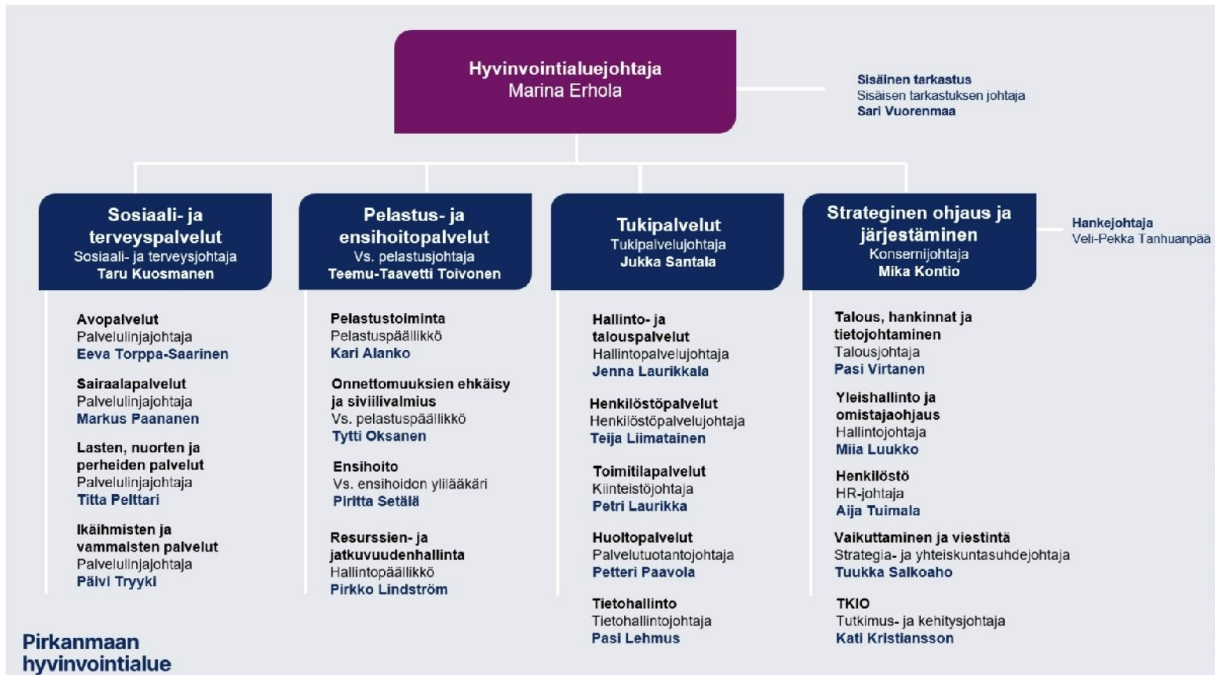 Hyvinvointialuejohtaja
Marina Erhola
Sisäinen tarkastus
Sisäisen tarkastuksen johtaja
Sari Vuorenmaa
Sosiaali- ja
terveyspalvelut
Sosiaali- ja terveysjohtaja
Taru Kuosmanen
Avopalvelut
Palvelulinjajohtaja
Eeva Torppa-Saarinen
Sairaalapalvelut
Palvelulinjajohtaja
Markus Paananen
Lasten, nuorten ja
perheiden palvelut
Palvelulinjajohtaja
Titta Pelttari
Ikäihmisten ja
vammaisten palvelut
Palvelulinjajohtaja
Päivi Tryyki
Pelastus- ja
ensihoitopalvelut
Vs. pelastusjohtaja
Teemu-Taavetti Toivonen
Pelastustoiminta
Pelastuspäällikkö
Kari Alanko
Onnettomuuksien ehkäisy
ja siviilivalmius
Vs. pelastuspäällikkö
Tytti Oksanen
Ensihoito
Vs. ensihoidon ylilääkäri
Piritta Setälä
Resurssien- ja
jatkuvuudenhallinta
Hallintopäällikkö
Pirkko Lindström
Tukipalvelut
Tukipalvelujohtaja
Jukka Santala
Hallinto- ja
talouspalvelut
Hallintopalvelujohtaja
Jenna Laurikkala
Henkilöstöpalvelut
Henkilöstöpalvelujohtaja
Teija Liimatainen
Toimitilapalvelut
Kiinteistöjohtaja
Petri Laurikka
Huoltopalvelut
Palvelutuotantojohtaja
Petteri Paavola
Tietohallinto
Tietohallintojohtaja
Pasi Lehmus
Strateginen ohjaus ja
järjestäminen
Konsernijohtaja
Mika Kontio
Hankejohtaja
Veli-Pekka Tanhuanpää
Talous, hankinnat ja
tietojohtaminen
Talousjohtaja
Pasi Virtanen
Yleishallinto ja
omistajaohjaus
Hallintojohtaja
Miia Luukko
Henkilöstö
HR-johtaja
Aija Tuimala
Vaikuttaminen ja viestintä
Strategia- ja yhteiskuntasuhdejohtaja
Tuukka Salkoaho
TKIO
Tutkimus- ja kehitysjohtaja
Kati Kristiansson
Pirkanmaan
hyvinvointialue